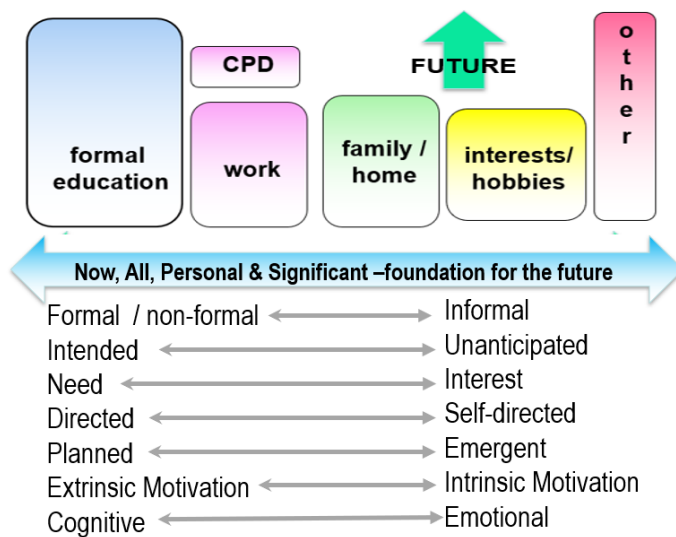 formal
education
CPD
work
family /
home
FUTURE
interests/
hobbies
other
Now, All, Personal & Significant –foundation for the future
Formal / non-formal Informal
Intended Unanticipated
Need Interest
Directed Self-directed
Planned Emergent
Extrinsic Motivation Intrinsic Motivation
Cognitive Emotional